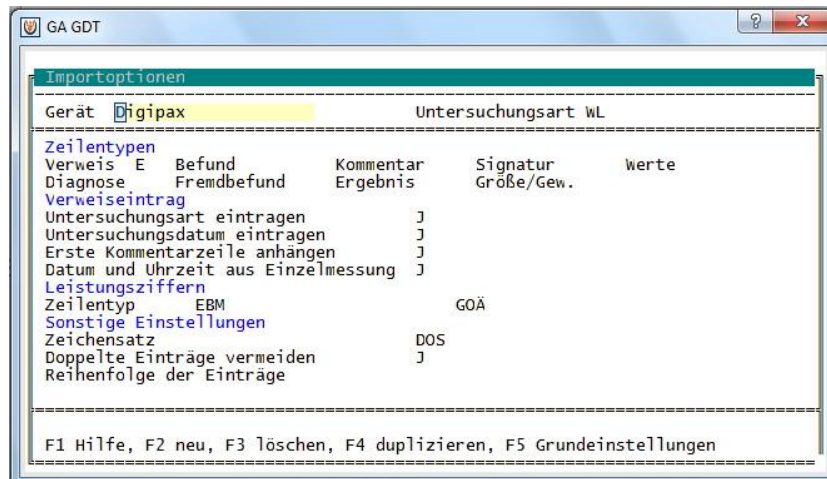 GA GDT
Importoptionen
Gerät Digipax Untersuchungsart WL
Zeilentypen
Verweis E Befund Kommentar Signatur Werte
Diagnose Fremdbefund Ergebnis Größe/Gew.
Verweiseintrag
Untersuchungsart eintragen J
Untersuchungsdatum eintragen J
Erste Kommentarzeile anhängen J
Datum und Uhrzeit aus Einzelmessung J
Leistungsziffern
Zeilentyp EBM GOÄ
Sonstige Einstellungen
Zeichensatz DOS
Doppelte Einträge vermeiden J
Reihenfolge der Einträge
F1 Hilfe, F2 neu, F3 löschen, F4 duplizieren, F5 Grundeinstellungen